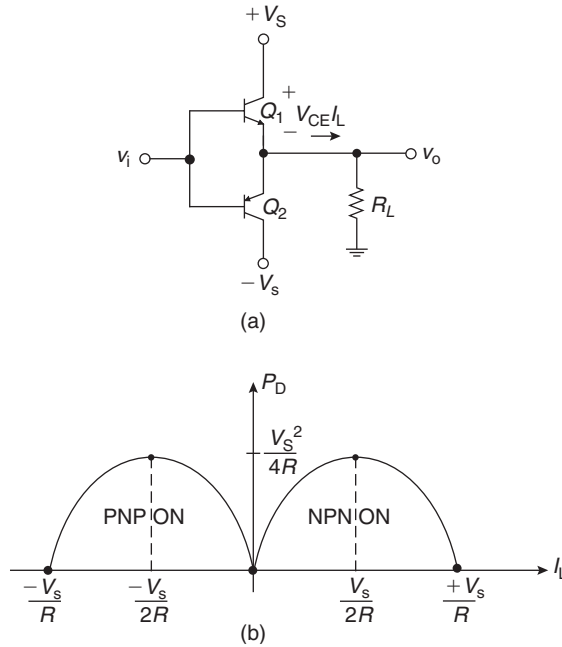 + V_S
Q_1
+
V_CE I_L
−
v_i
v_o
Q_2
R_L
− V_s
(a)
P_D
V_S^2
4R
PNP ON
NPN ON
− V_s
R
− V_s
2R
V_s
2R
+ V_s
R
I_L
(b)